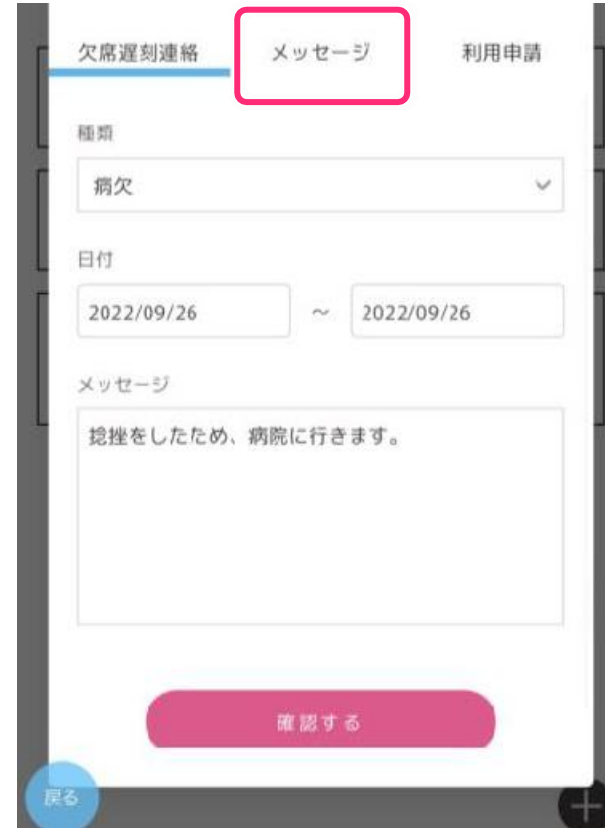 欠席遅刻連絡 メッセージ 利用申請
種類
病欠
日付
2022/09/26 ～ 2022/09/26
メッセージ
捻挫をしたため、病院に行きます。
確認する
戻る